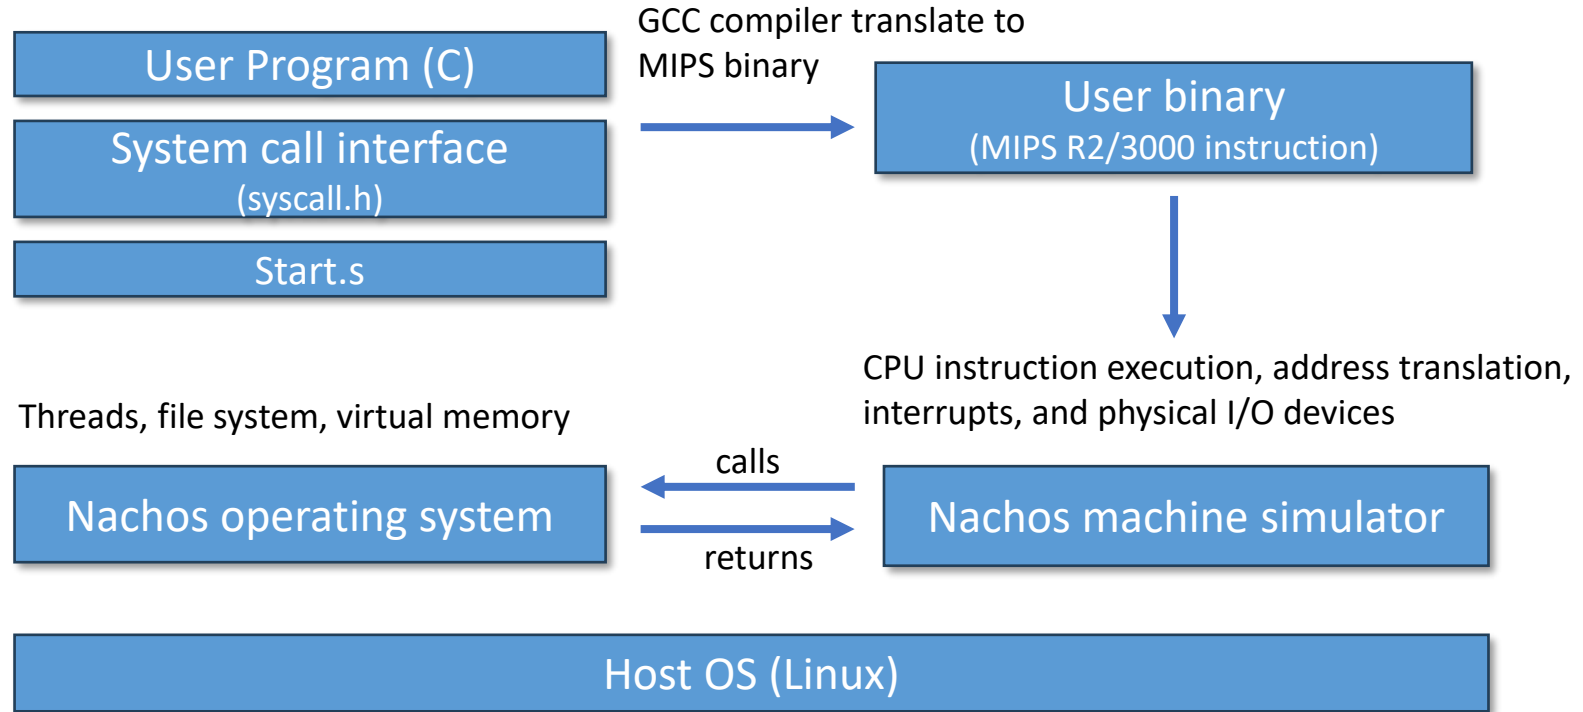 User Program (C)
System call interface
(syscall.h)
Start.s
GCC compiler translate to
MIPS binary
User binary
(MIPS R2/3000 instruction)
CPU instruction execution, address translation,
interrupts, and physical I/O devices
Threads, file system, virtual memory
Nachos operating system
calls
returns
Nachos machine simulator
Host OS (Linux)